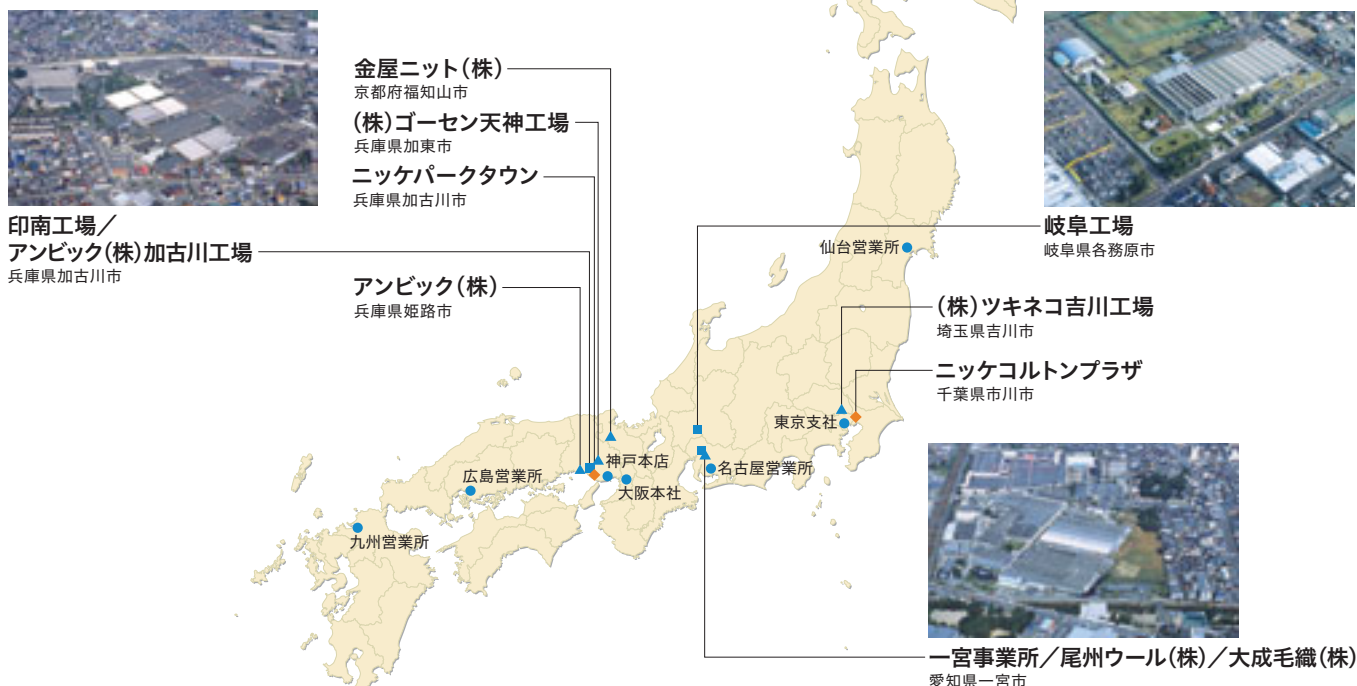 金屋ニット(株)
京都府福知山市
(株)ゴーセン天神工場
兵庫県加東市
ニッケパークタウン
兵庫県加古川市
印南工場／
アンビック(株)加古川工場
兵庫県加古川市
アンビック(株)
兵庫県姫路市
岐阜工場
岐阜県各務原市
仙台営業所
(株)ツキネコ吉川工場
埼玉県吉川市
ニッケコルトンプラザ
千葉県市川市
東京支社
神戸本店
名古屋営業所
広島営業所
大阪本社
九州営業所
一宮事業所／尾州ウール(株)／大成毛織(株)
愛知県一宮市